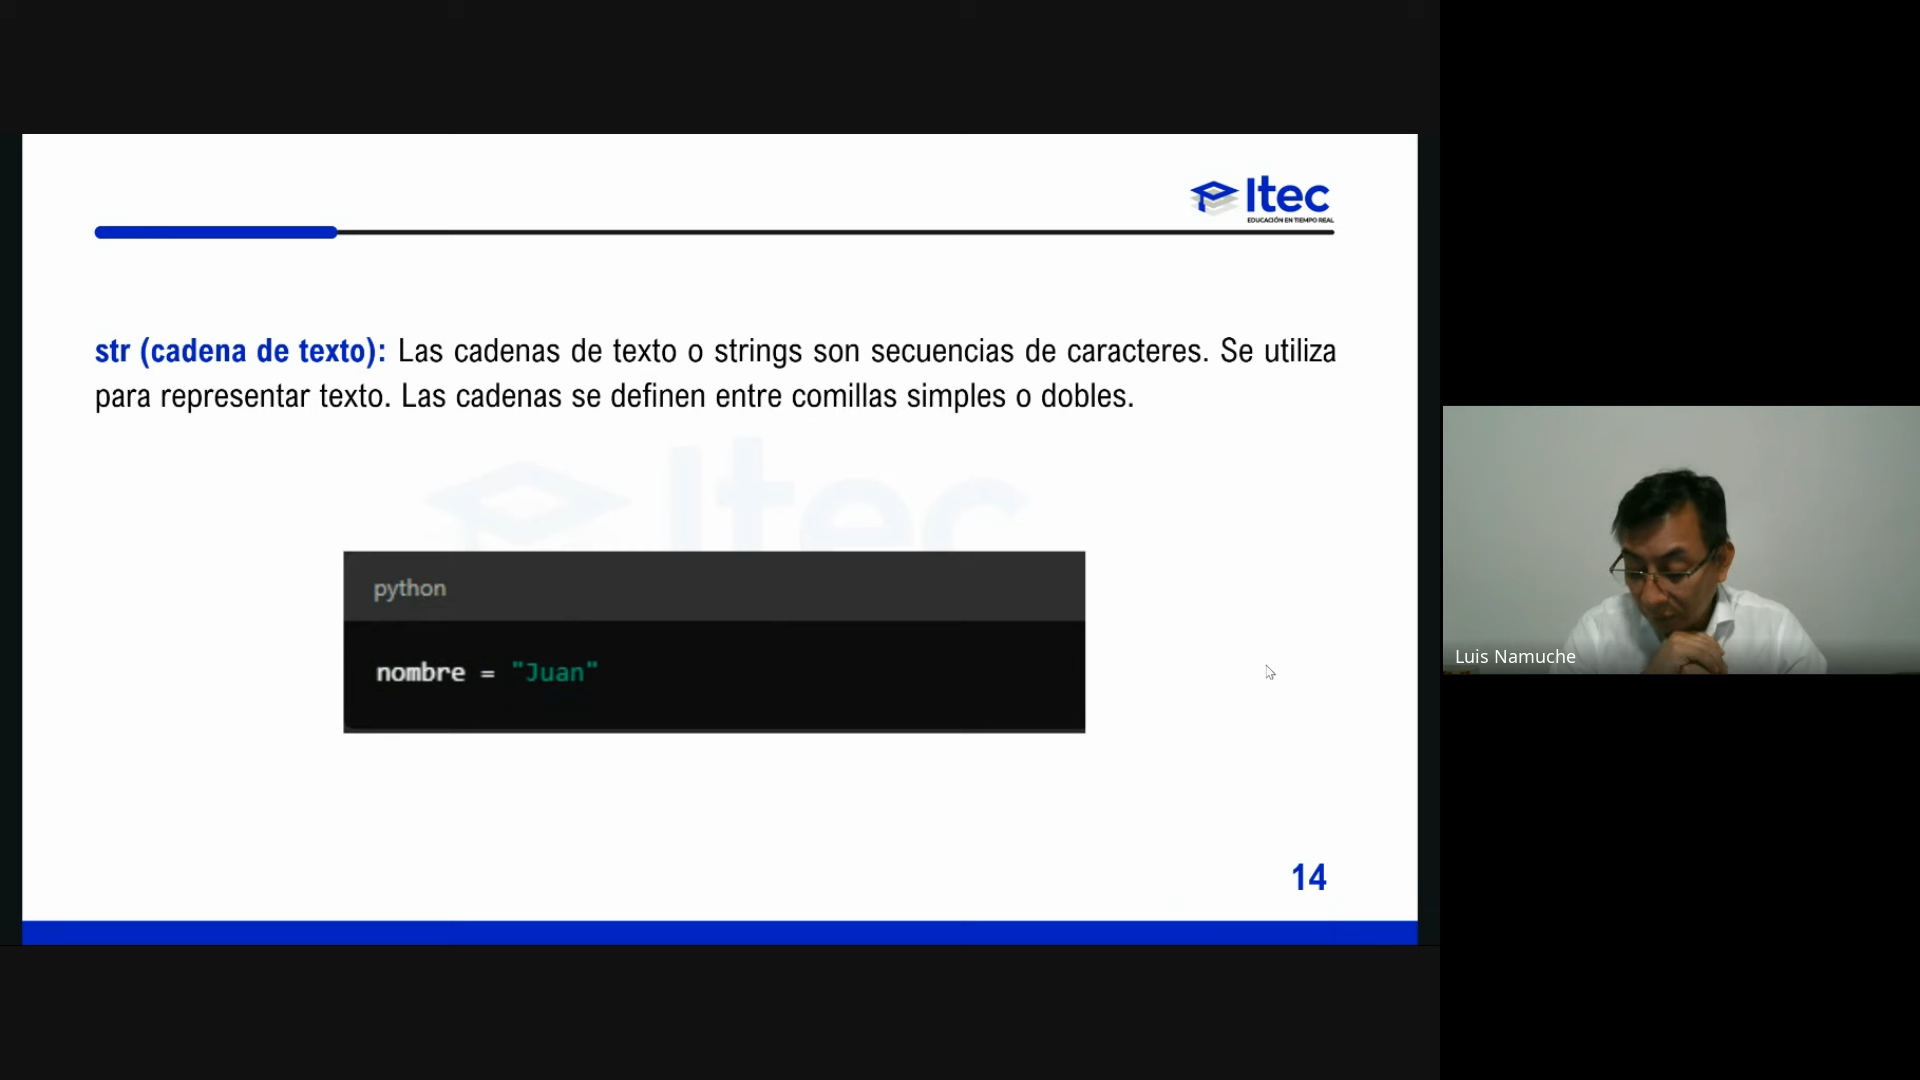 Itec
EDUCACIÓN EN TIEMPO REAL
str (cadena de texto): Las cadenas de texto o strings son secuencias de caracteres. Se utiliza
para representar texto. Las cadenas se definen entre comillas simples o dobles.
Itec
python
nombre = "Juan"
14
Luis Namuche